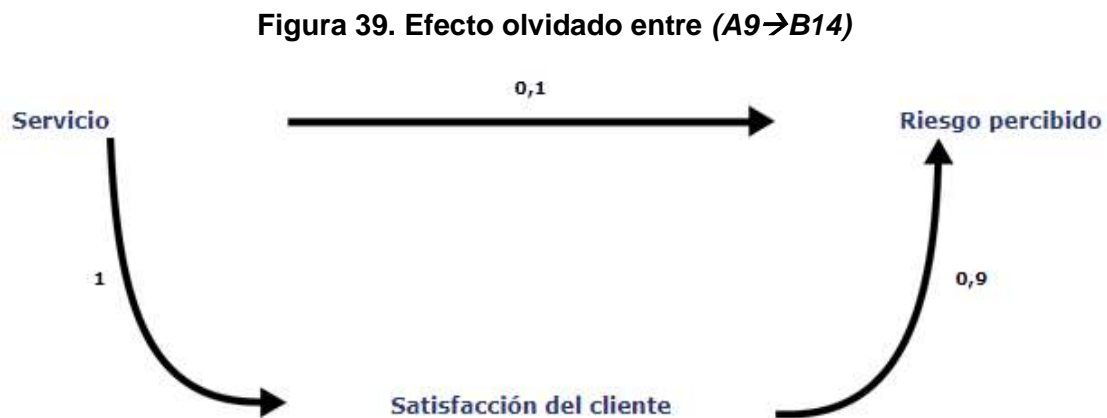 Figura 39. Efecto olvidado entre (A9→B14)
0,1
Servicio
Riesgo percibido
1
0,9
Satisfacción del cliente